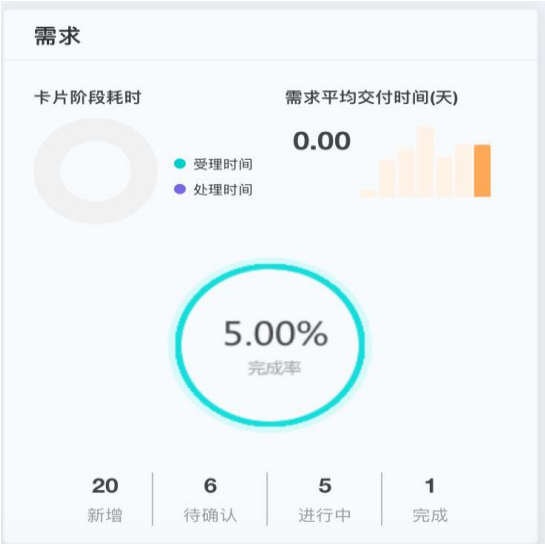 需求
卡片阶段耗时
需求平均交付时间(天)
0.00
受理时间
处理时间
5.00%
完成率
20 6 5 1
新增 待确认 进行中 完成